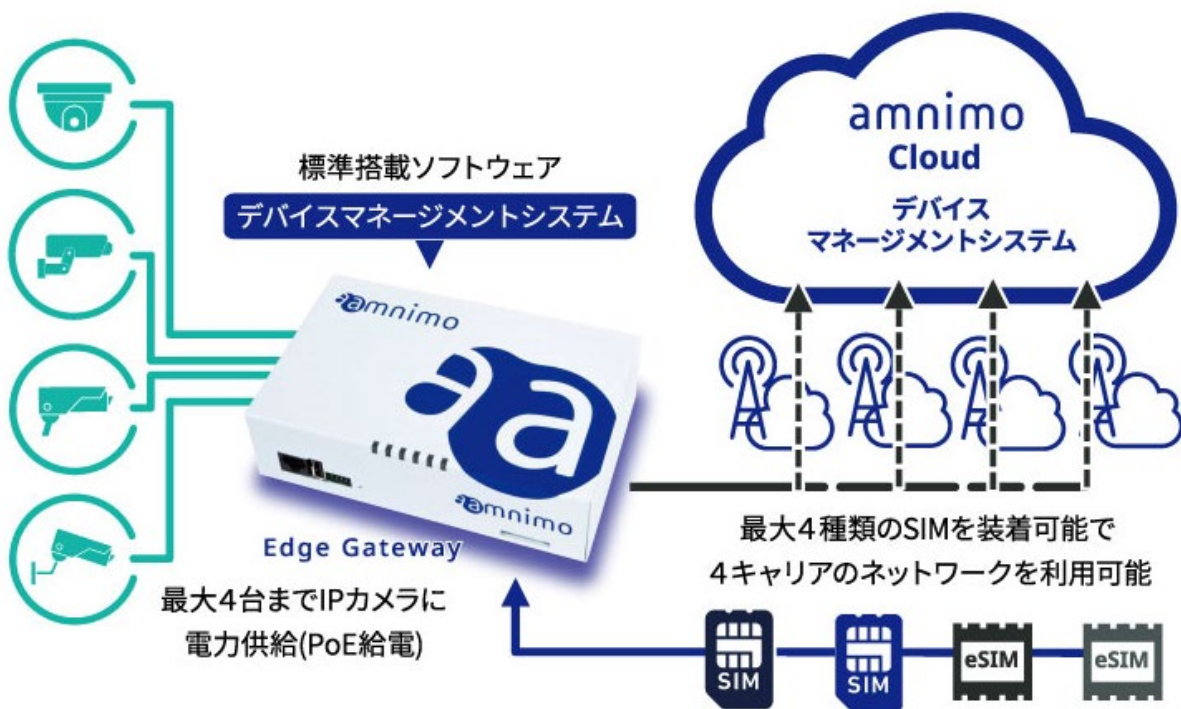 amnimo
Cloud
デバイス
マネージメントシステム
標準搭載ソフトウェア
デバイスマネージメントシステム
amnimo
a
amnimo
Edge Gateway
最大4台までIPカメラに
電力供給(PoE給電)
最大4種類のSIMを装着可能で
4キャリアのネットワークを利用可能
SIM
SIM
eSIM
eSIM